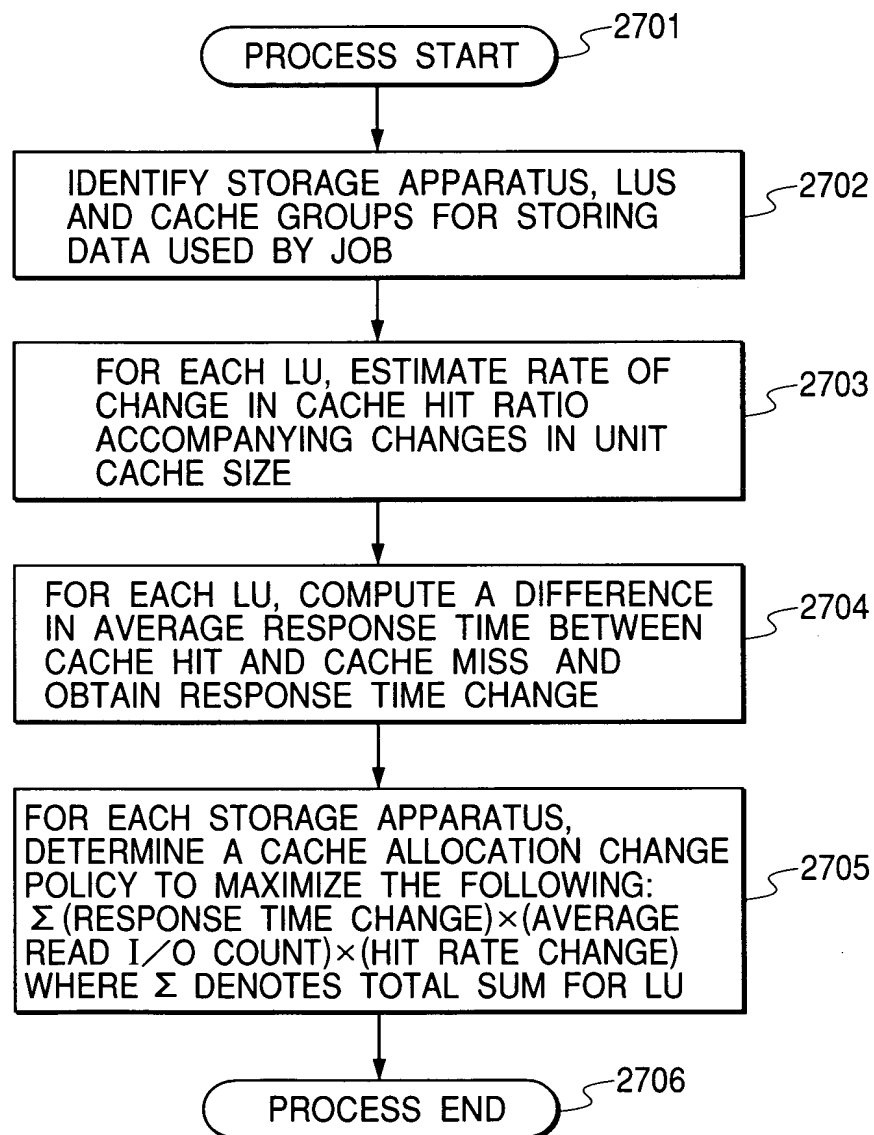 PROCESS START
2701
IDENTIFY STORAGE APPARATUS, LUS
AND CACHE GROUPS FOR STORING
DATA USED BY JOB
2702
FOR EACH LU, ESTIMATE RATE OF
CHANGE IN CACHE HIT RATIO
ACCOMPANYING CHANGES IN UNIT
CACHE SIZE
2703
FOR EACH LU, COMPUTE A DIFFERENCE
IN AVERAGE RESPONSE TIME BETWEEN
CACHE HIT AND CACHE MISS AND
OBTAIN RESPONSE TIME CHANGE
2704
FOR EACH STORAGE APPARATUS,
DETERMINE A CACHE ALLOCATION CHANGE
POLICY TO MAXIMIZE THE FOLLOWING:
Σ(RESPONSE TIME CHANGE)×(AVERAGE
READ I/O COUNT)×(HIT RATE CHANGE)
WHERE Σ DENOTES TOTAL SUM FOR LU
2705
PROCESS END
2706